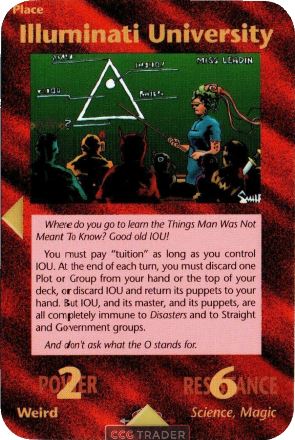 Place
Illuminati University
MISS LEADIN
Where do you go to learn the Things Man Was Not
Meant To Know? Good old IOU!
You must pay "tuition" as long as you control
IOU. At the end of each turn, you must discard one
Plot or Group from your hand or the top of your
deck, or discard IOU and return its puppets to your
hand. But IOU, and its master, and its puppets, are
all completely immune to Disasters and to Straight
and Government groups.
And don't ask what the O stands for.
POWER 2
RESISTANCE 6
Weird
Science, Magic
CCG TRADER